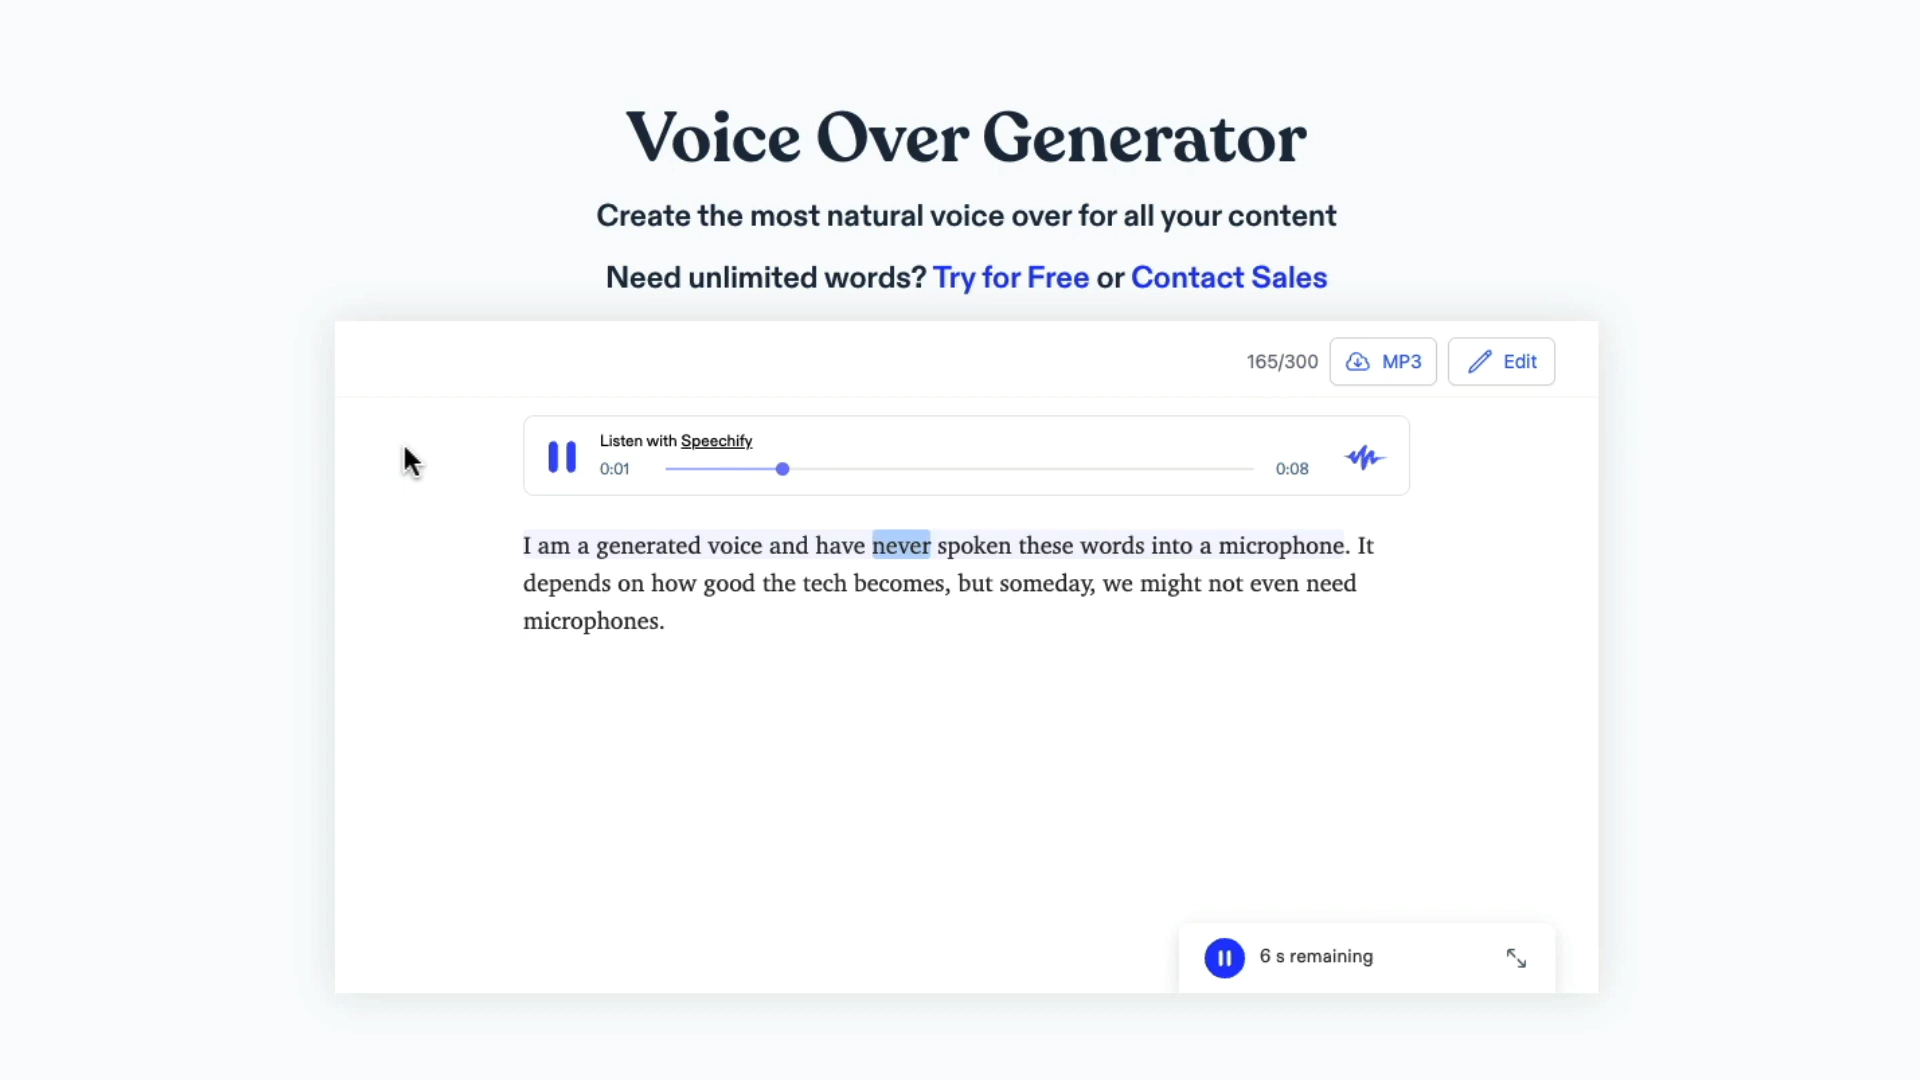 Voice Over Generator
Create the most natural voice over for all your content
Need unlimited words? Try for Free or Contact Sales
165/300 MP3 Edit
Listen with Speechify
0:01 0:08
I am a generated voice and have never spoken these words into a microphone. It
depends on how good the tech becomes, but someday, we might not even need
microphones.
6 s remaining